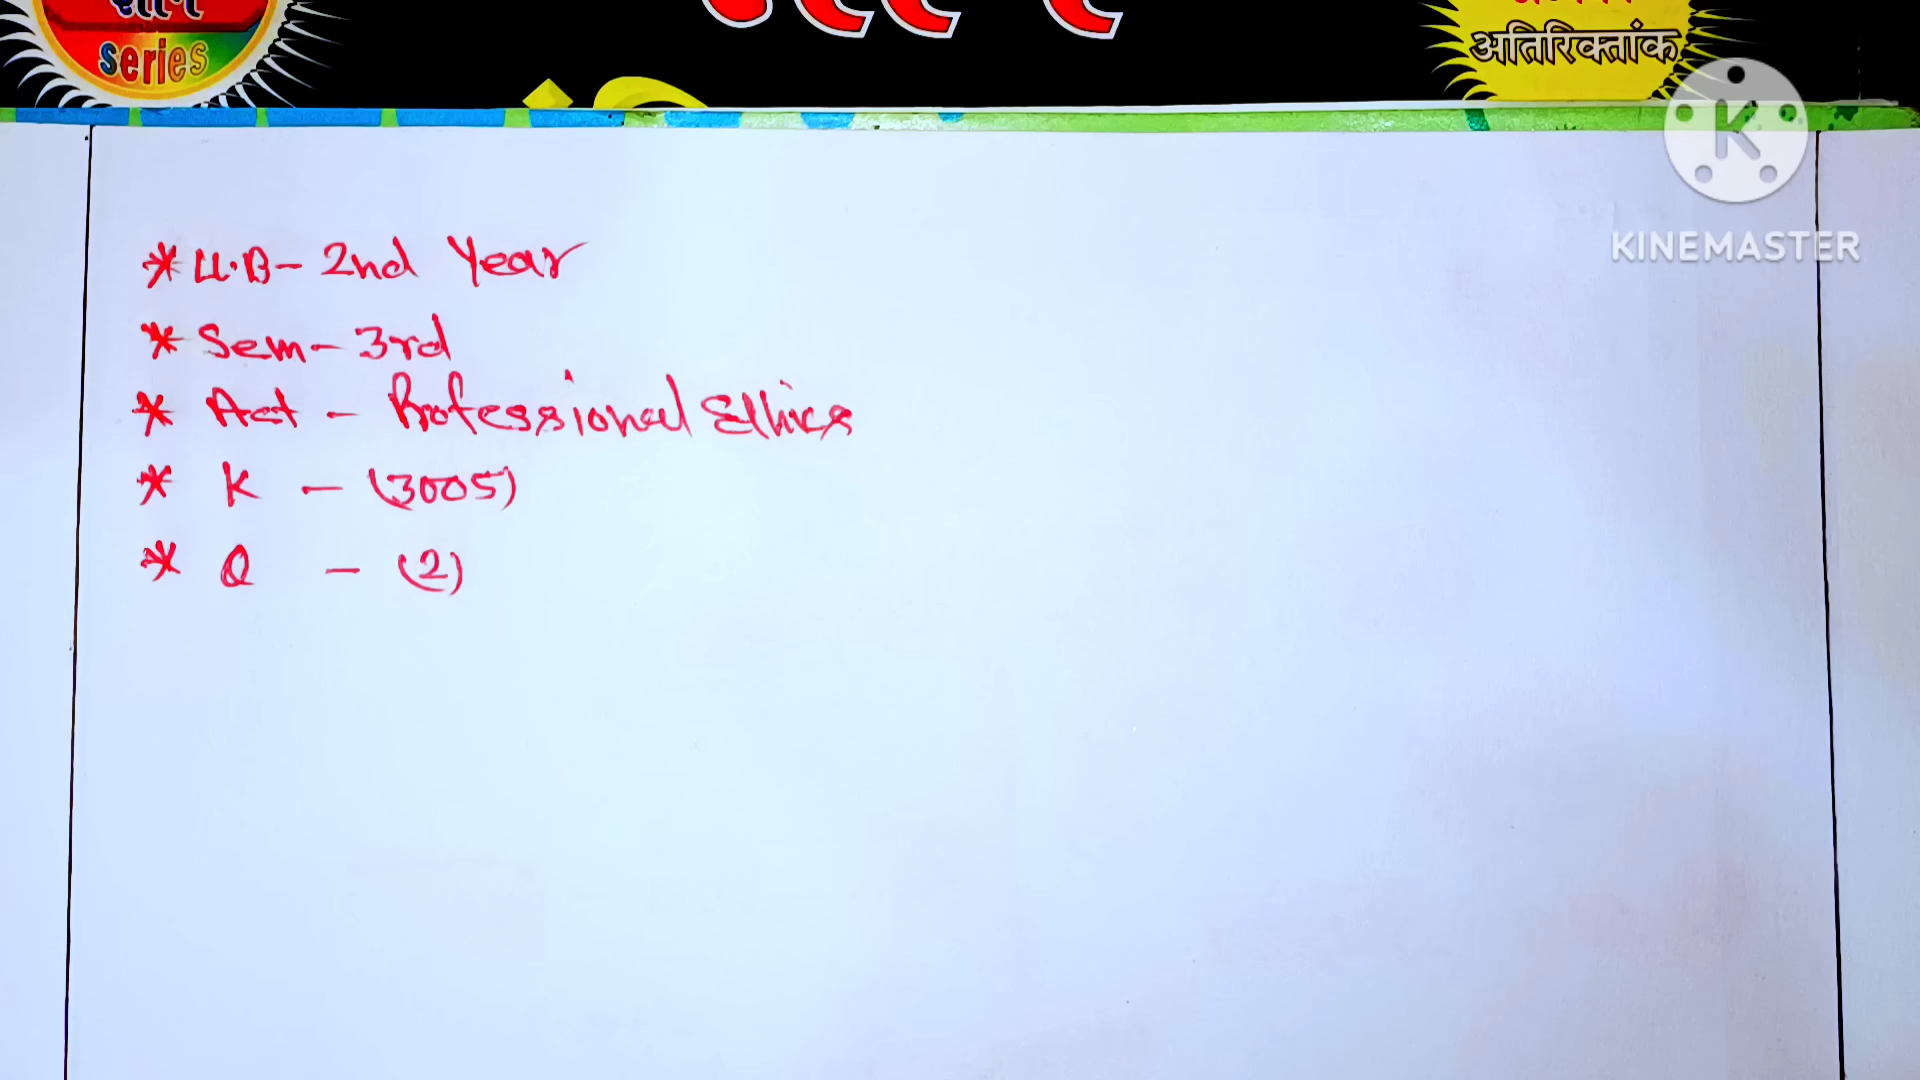 series
अतिरिक्तांक
KINEMASTER
* LL.B - 2nd Year
* Sem - 3rd
* Act - Professional Ethics
* K - (3005)
* Q - (2)